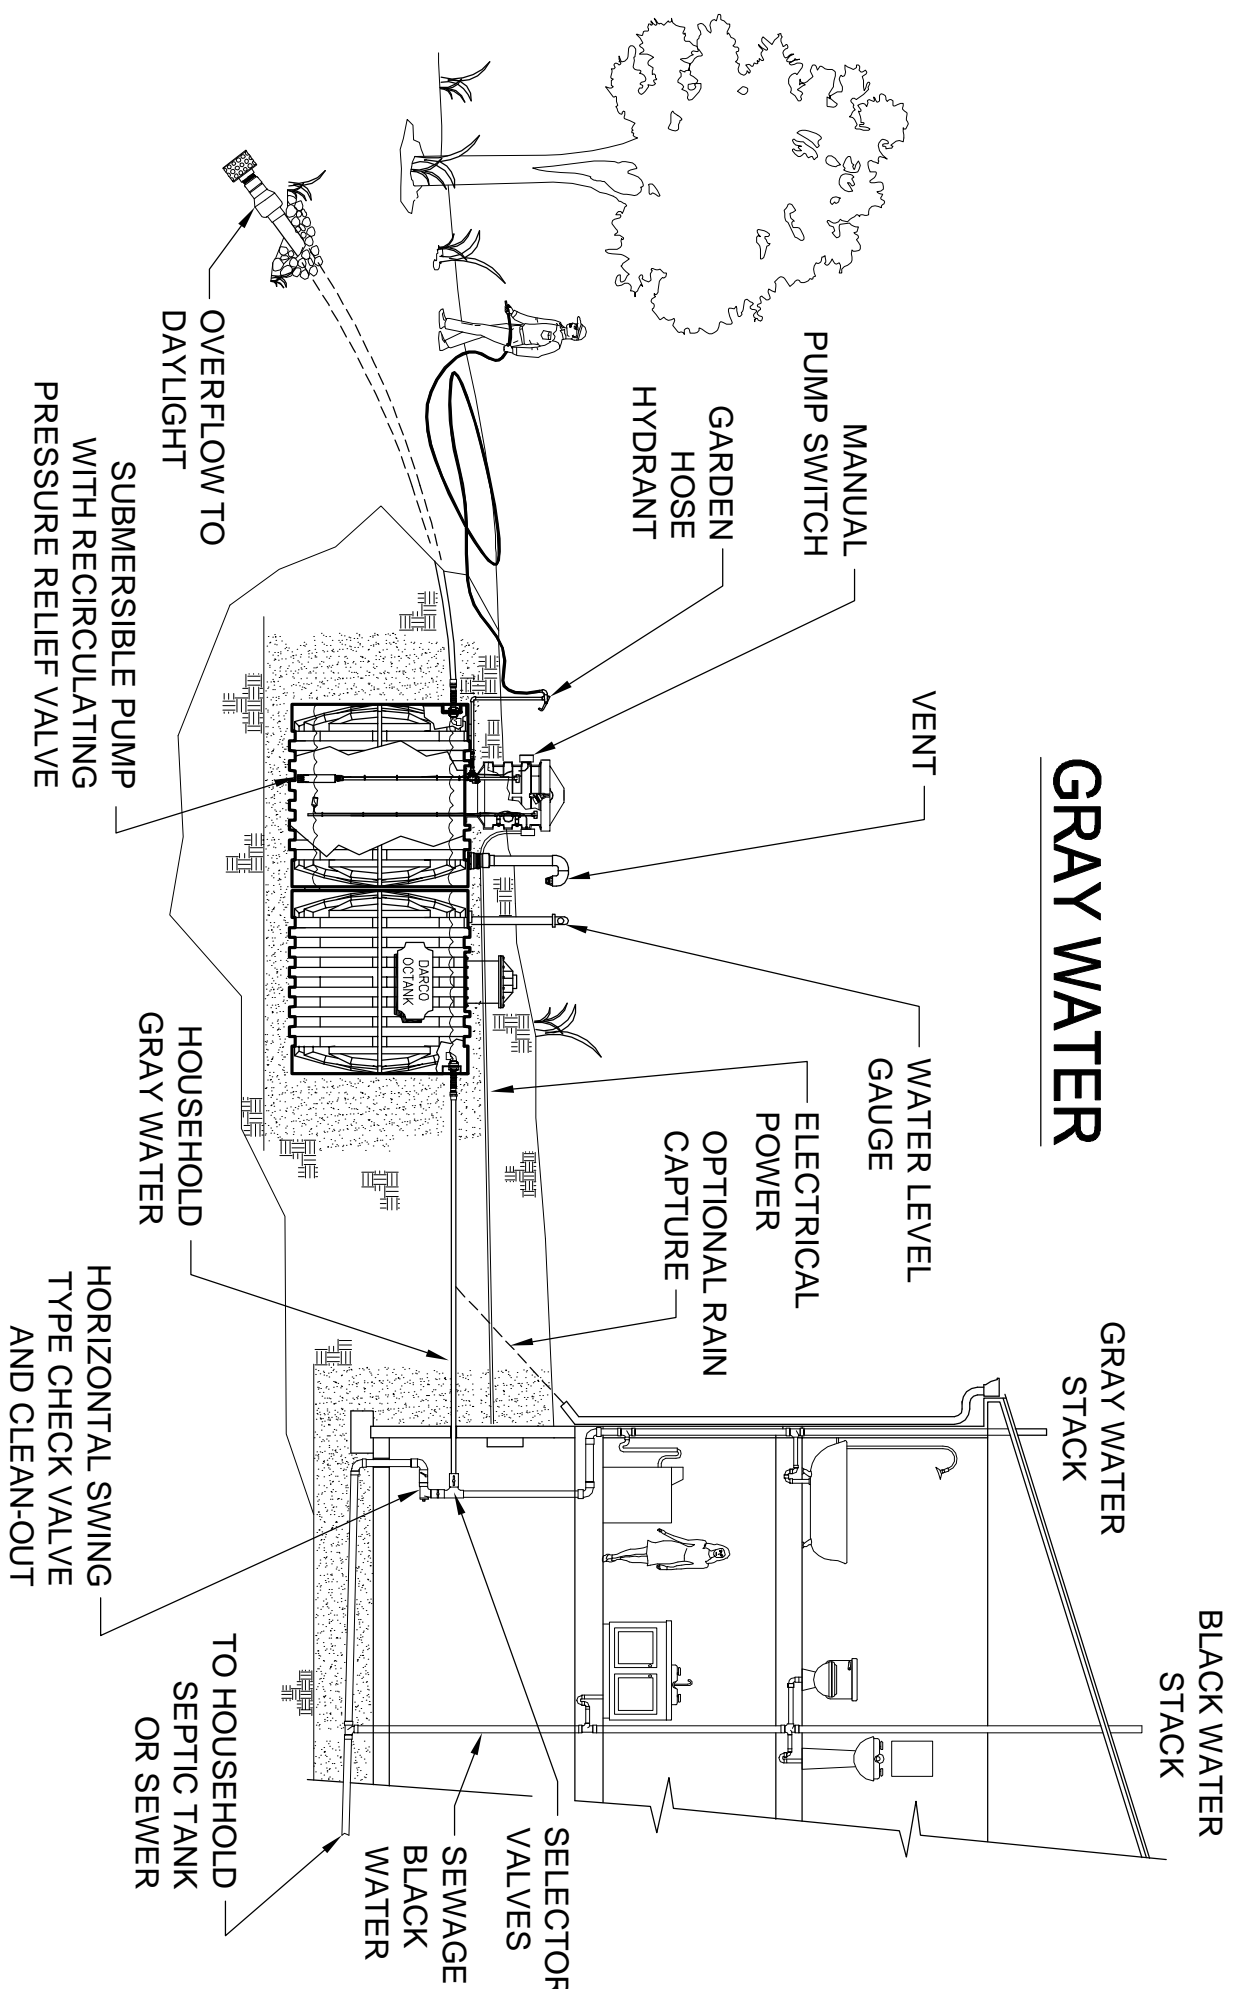 GRAY WATER
MANUAL
PUMP SWITCH
GARDEN
HOSE
HYDRANT
VENT
WATER LEVEL
GAUGE
ELECTRICAL
POWER
OPTIONAL RAIN
CAPTURE
GRAY WATER
STACK
BLACK WATER
STACK
OVERFLOW TO
DAYLIGHT
SUBMERSIBLE PUMP
WITH RECIRCULATING
PRESSURE RELIEF VALVE
DARCO
OCTANK
HOUSEHOLD
GRAY WATER
HORIZONTAL SWING
TYPE CHECK VALVE
AND CLEAN-OUT
TO HOUSEHOLD
SEPTIC TANK
OR SEWER
SELECTOR
VALVES
SEWAGE
BLACK
WATER